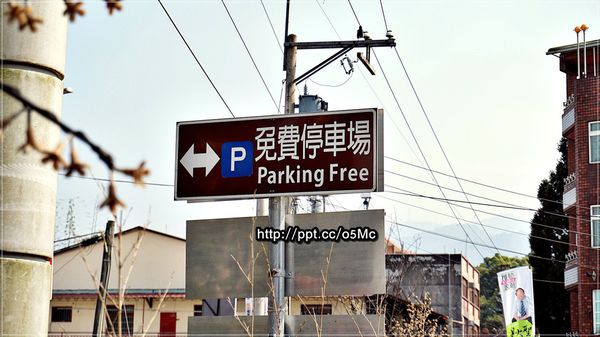 P 免費停車場
Parking Free
http://ppt.cc/o5Mc